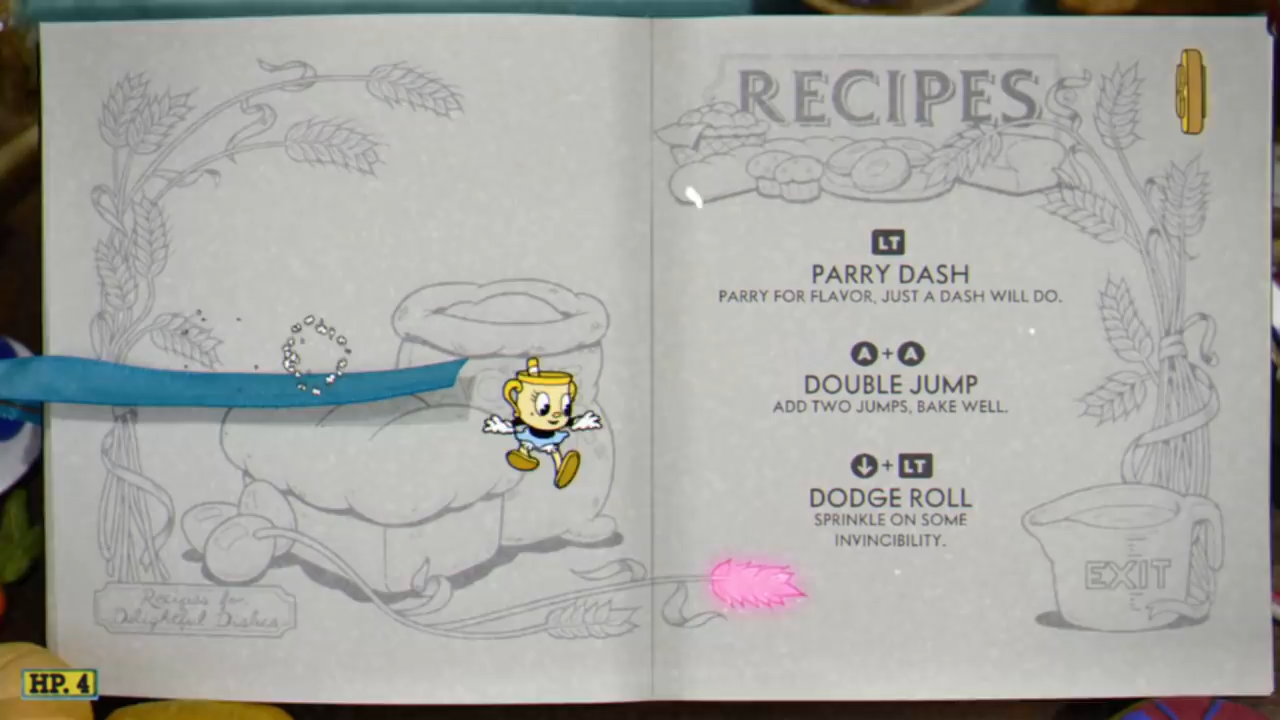 RECIPES
LT
PARRY DASH
PARRY FOR FLAVOR, JUST A DASH WILL DO.
A + A
DOUBLE JUMP
ADD TWO JUMPS, BAKE WELL.
↓ + LT
DODGE ROLL
SPRINKLE ON SOME
INVINCIBILITY.
EXIT
Recipes for
Delightful Dishes
HP. 4